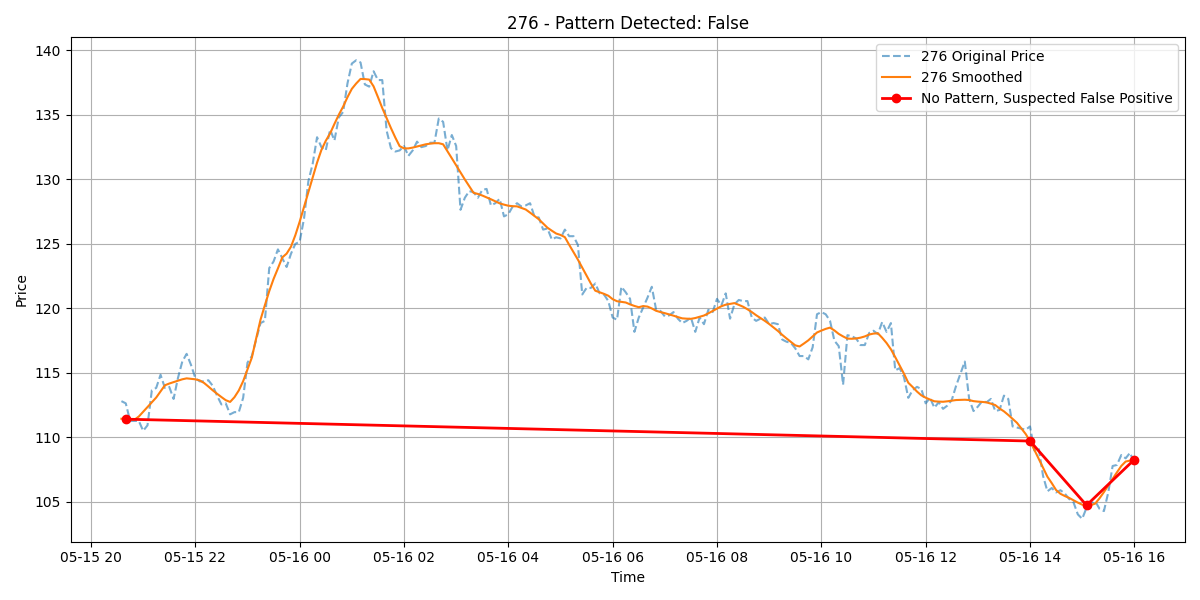 276 - Pattern Detected: False
276 Original Price
276 Smoothed
No Pattern, Suspected False Positive
Price
140
135
130
125
120
115
110
105
05-15 20 05-15 22 05-16 00 05-16 02 05-16 04 05-16 06 05-16 08 05-16 10 05-16 12 05-16 14 05-16 16
Time